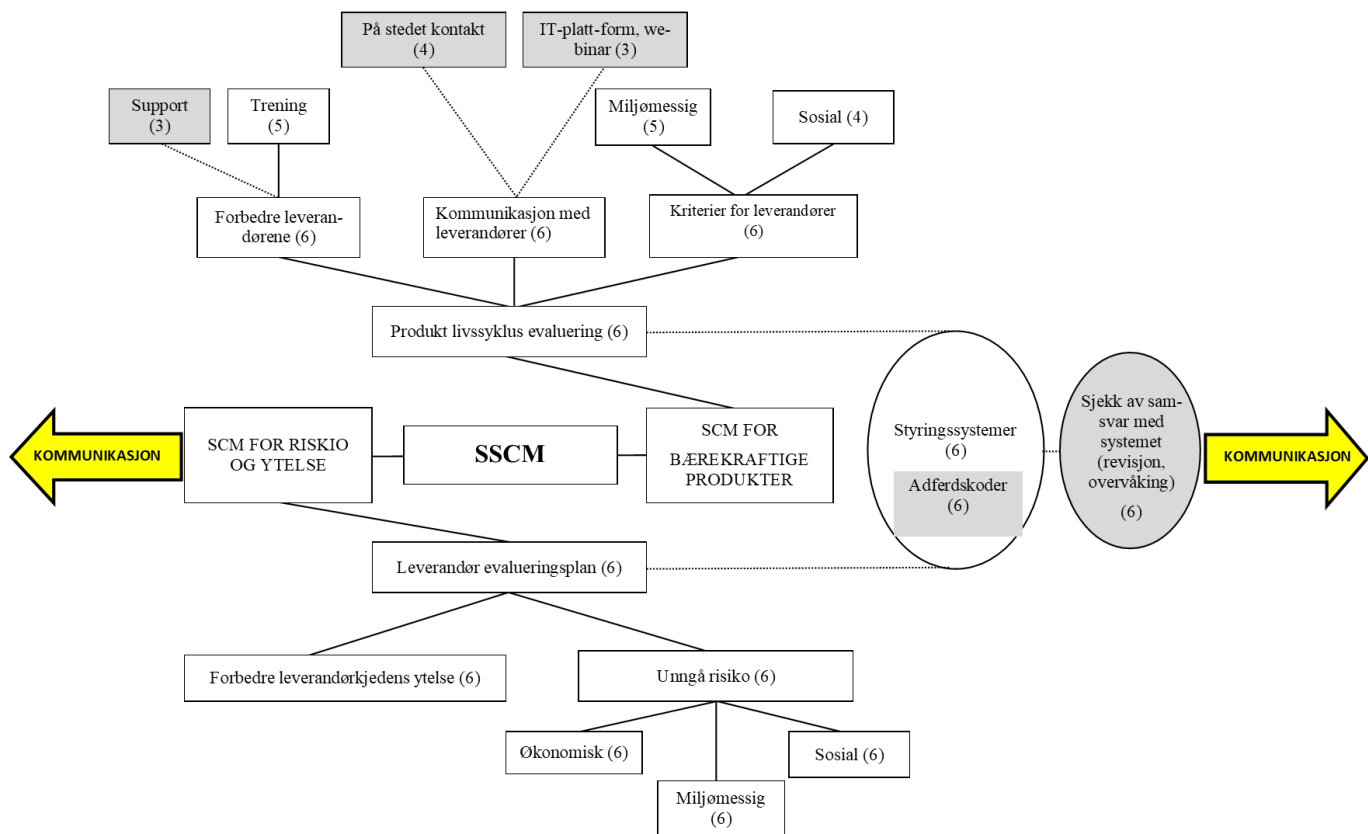 På stedet kontakt
(4)
IT-platt-form, we-
binar (3)
Support
(3)
Trening
(5)
Miljømessig
(5)
Sosial (4)
Forbedre leveran-
dørene (6)
Kommunikasjon med
leverandører (6)
Kriterier for leverandører
(6)
Produkt livssyklus evaluering (6)
KOMMUNIKASJON
SCM FOR RISKIO
OG YTELSE
SSCM
SCM FOR
BÆREKRAFTIGE
PRODUKTER
Styringssystemer
(6)
Adferdskoder
(6)
Sjekk av sam-
svar med
systemet
(revisjon,
overvåking)
(6)
KOMMUNIKASJON
Leverandør evalueringsplan (6)
Forbedre leverandørkjedens ytelse (6)
Unngå risiko (6)
Økonomisk (6)
Miljømessig
(6)
Sosial (6)